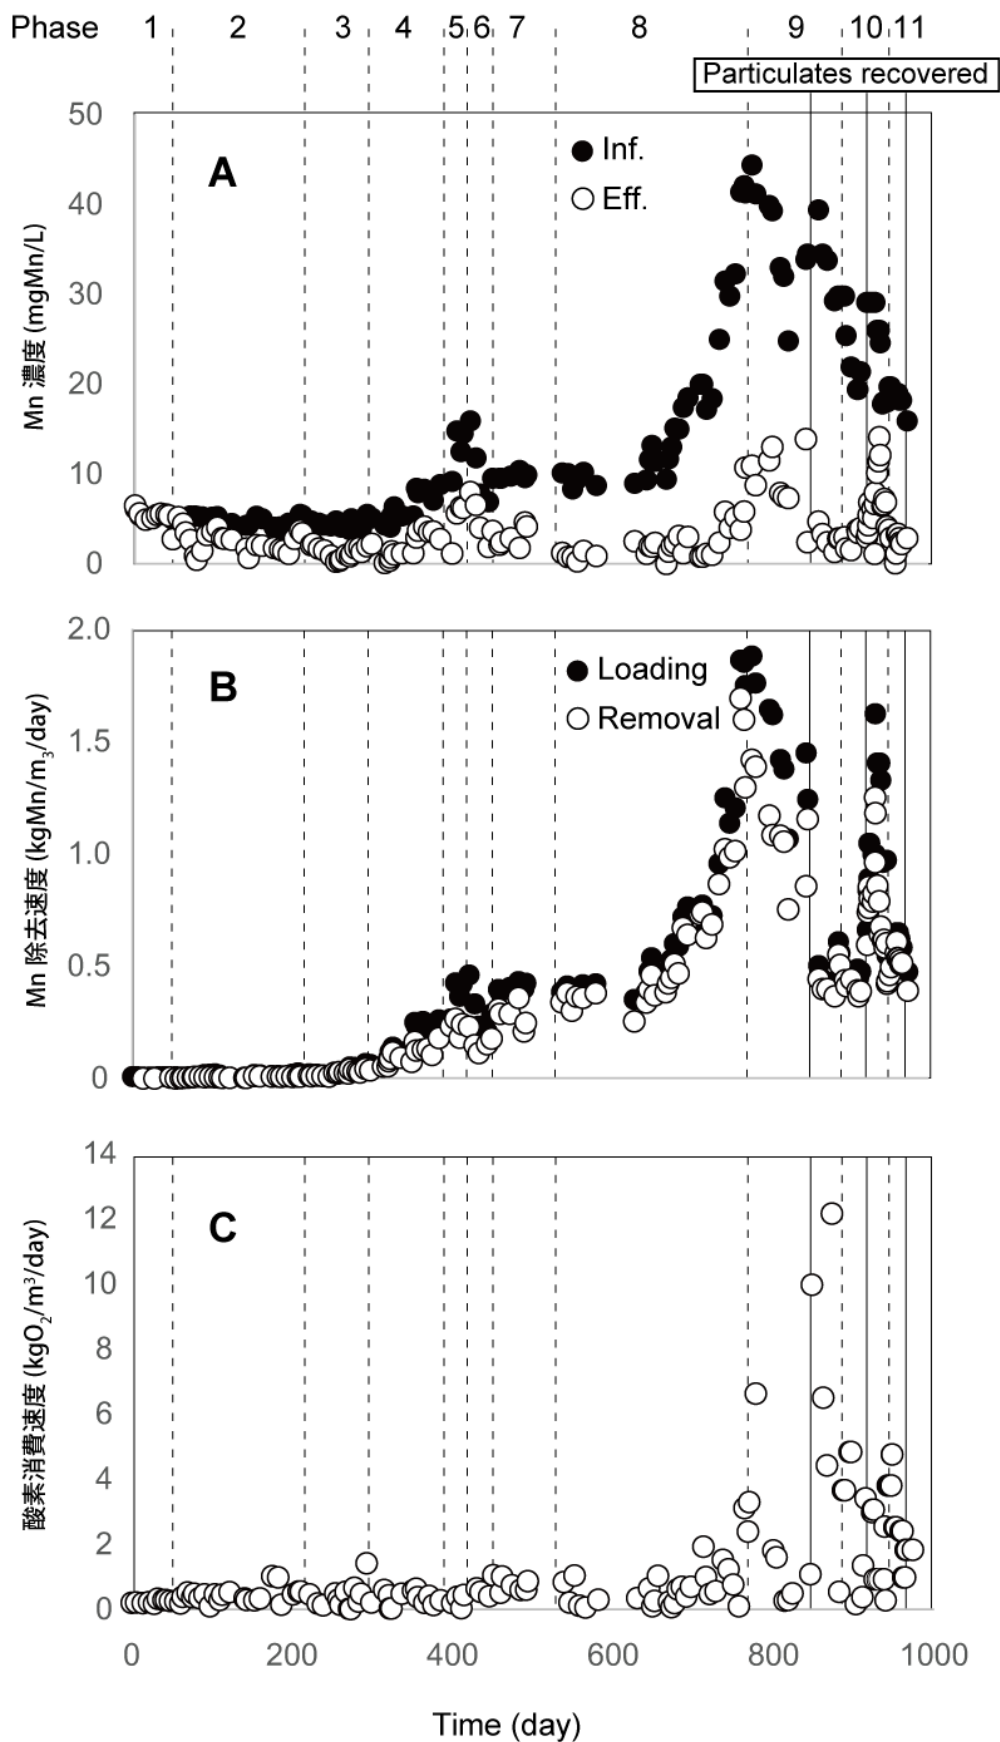 Phase 1 2 3 4 5 6 7 8 9 10 11
Particulates recovered
50
40
30
20
10
0
Mn 濃度 (mgMn/L)
A
Inf.
Eff.
2.0
1.5
1.0
0.5
0
Mn 除去速度 (kgMn/m3/day)
B
Loading
Removal
14
12
10
8
6
4
2
0
酸素消費速度 (kgO2/m3/day)
C
0 200 400 600 800 1000
Time (day)